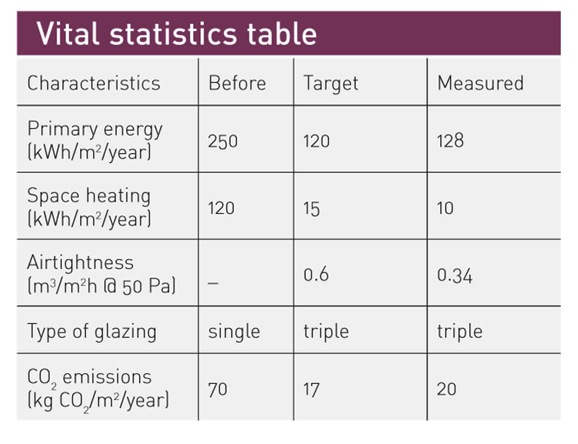 Vital statistics table
Characteristics Before Target Measured
Primary energy
(kWh/m²/year) 250 120 128
Space heating
(kWh/m²/year) 120 15 10
Airtightness
(m³/m²h @ 50 Pa) – 0.6 0.34
Type of glazing single triple triple
CO₂ emissions
(kg CO₂/m²/year) 70 17 20